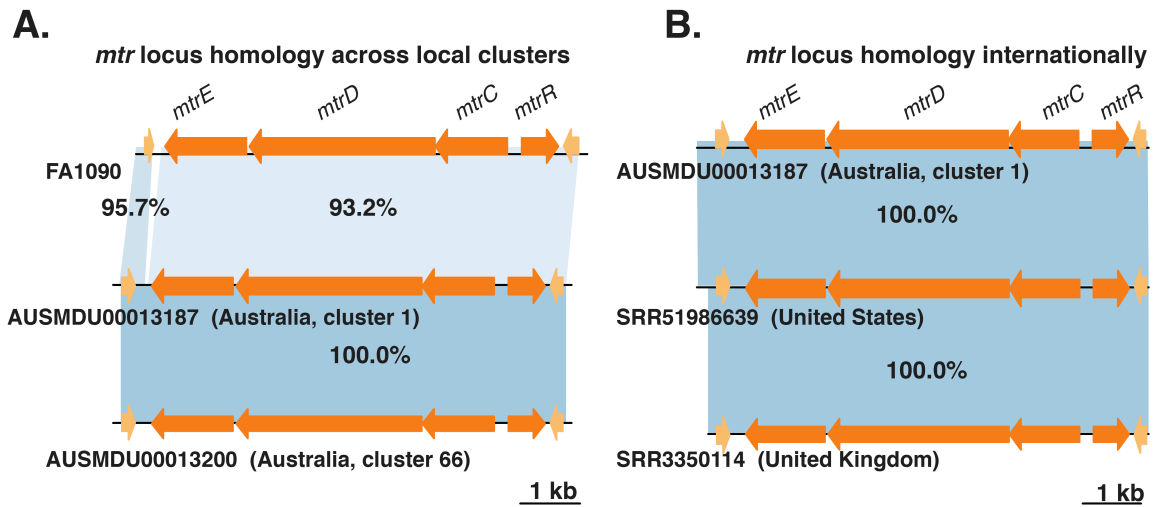 A.
mtr locus homology across local clusters
mtrE mtrD mtrC mtrR
FA1090
95.7% 93.2%
AUSMDU00013187 (Australia, cluster 1)
100.0%
AUSMDU00013200 (Australia, cluster 66)
1 kb
B.
mtr locus homology internationally
mtrE mtrD mtrC mtrR
AUSMDU00013187 (Australia, cluster 1)
100.0%
SRR51986639 (United States)
100.0%
SRR3350114 (United Kingdom)
1 kb